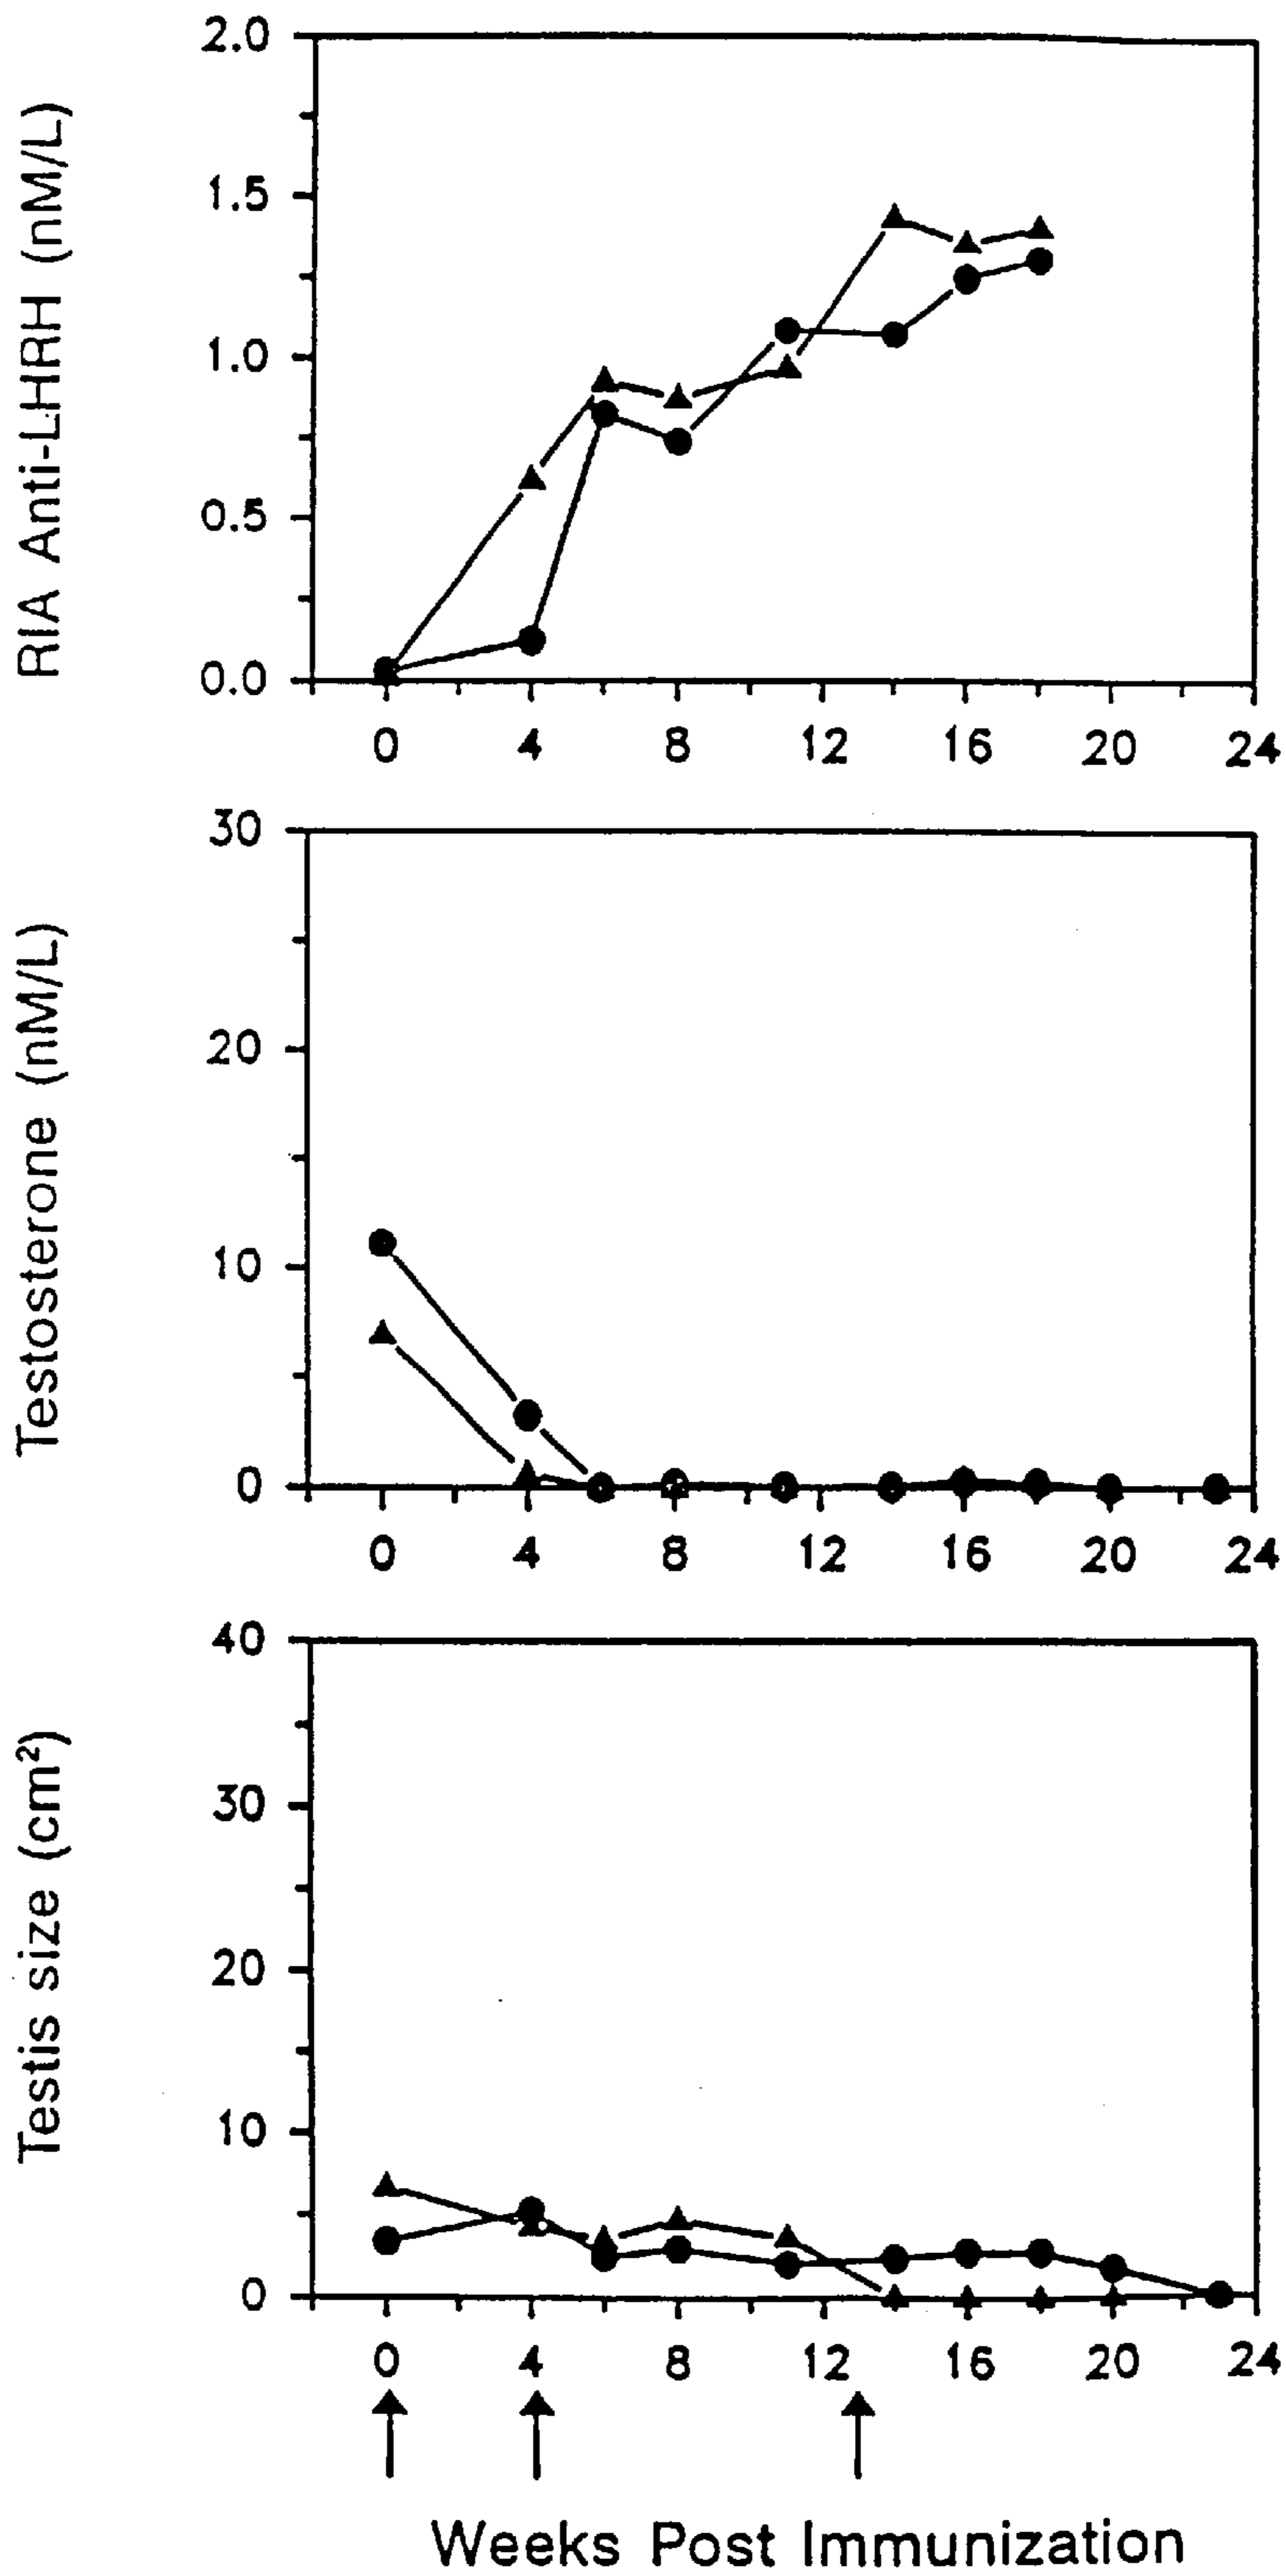 RIA Anti-LHRH (nM/L)
2.0
1.5
1.0
0.5
0.0
0 4 8 12 16 20 24
Testosterone (nM/L)
30
20
10
0
0 4 8 12 16 20 24
Testis size (cm²)
40
30
20
10
0
0 4 8 12 16 20 24
Weeks Post Immunization